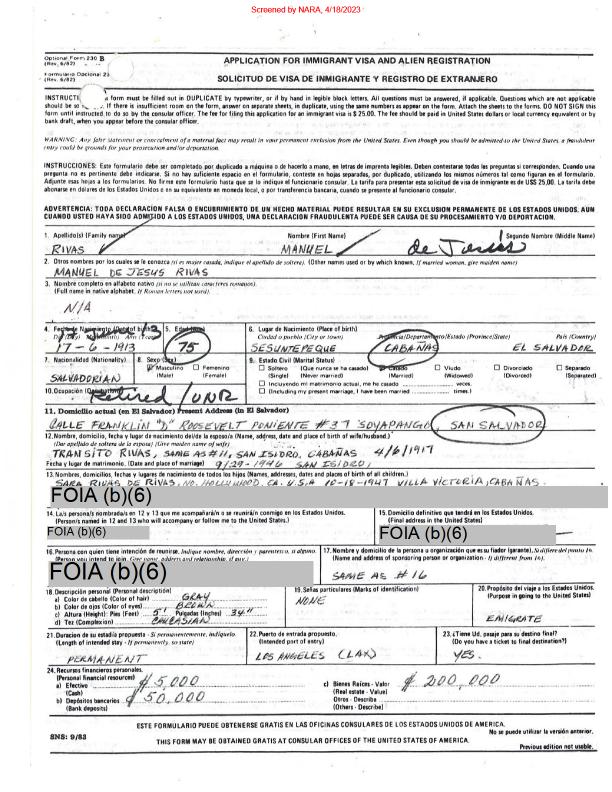 Screened by NARA, 4/18/2023
Optional Form 230 B
(Rev. 6/82)
APPLICATION FOR IMMIGRANT VISA AND ALIEN REGISTRATION
Formulario Opcional 23
(Rev. 6/82)
SOLICITUD DE VISA DE INMIGRANTE Y REGISTRO DE EXTRANJERO
INSTRUCTI form must be filled out in DUPLICATE by typewriter, or if by hand in legible block letters. All questions must be answered, if applicable. Questions which are not applicable
should be so . If there is insufficient room on the form, answer on separate sheets, in duplicate, using the same numbers as appear on the form. Attach the sheets to the forms. DO NOT SIGN this
form until instructed to do so by the consular officer. The fee for filing this application for an immigrant visa is $ 25.00. The fee should be paid in United States dollars or local currency equivalent or by
bank draft, when you appear before the consular officer.
WARNING: Any false statement or concealment of a material fact may result in your permanent exclusion from the United States. Even though you should be admitted to the United States, a fraudulent
entry could be grounds for your prosecution and/or deportation.
INSTRUCCIONES: Este formulario debe ser completado por duplicado a máquina o de hacerlo a mano, en letras de imprenta legibles. Deben contestarse todas las preguntas si corresponden. Cuando una
pregunta no es pertinente debe indicarse. Si no hay suficiente espacio en el formulario, conteste en hojas separadas, por duplicado, utilizando los mismos números tal como figuran en el formulario.
Adjunte esas hojas a los formularios. No firme este formulario hasta que se lo indique el funcionario consular. La tarifa para presentar esta solicitud de visa de inmigrante es de US$ 25.00. La tarifa debe
abonarse en dólares de los Estados Unidos o en su equivalente en moneda local, o por transferencia bancaria, cuando se presente al funcionario consular.
ADVERTENCIA: TODA DECLARACION FALSA O ENCUBRIMIENTO DE UN HECHO MATERIAL PUEDE RESULTAR EN SU EXCLUSION PERMANENTE DE LOS ESTADOS UNIDOS. AUN
CUANDO USTED HAYA SIDO ADMITIDO A LOS ESTADOS UNIDOS, UNA DECLARACION FRAUDULENTA PUEDE SER CAUSA DE SU PROCESAMIENTO Y/O DEPORTACION.
1. Apellido(s) (Family name) Nombre (First Name) Segundo Nombre (Middle Name)
RIVAS MANUEL de Jesús
2. Otros nombres por los cuales se le conozca (si es mujer casada, indique el apellido de soltera). (Other names used or by which known, If married woman, give maiden name)
MANUEL DE JESUS RIVAS
3. Nombre completo en alfabeto nativo (si no se utilizan caracteres romanos).
(Full name in native alphabet, if Roman letters not used).
N/A
4. Fecha de Nacimiento (Date of birth) 5. Edad 6. Lugar de Nacimiento (Place of birth)
Ciudad o pueblo (City or town) Provincia/Departamento/Estado (Province/State) País (Country)
17-6-1913 75 SESUNTEPEQUE CABAÑAS EL SALVADOR
7. Nacionalidad (Nationality) 8. Sexo (Sex) 9. Estado Civil (Marital Status)
Masculino (Male) Femenino (Female)
Soltero (Single) (Que nunca se ha casado) (Never married) Casado (Married) Viudo (Widowed) Divorciado (Divorced) Separado (Separated)
SALVADORIAN
Incluyendo mi matrimonio actual, me he casado veces.
(Including my present marriage, I have been married times.)
10. Ocupación
Retired / UNR
11. Domicilio actual (en El Salvador) Present Address (in El Salvador)
CALLE FRANKLIN "D" ROOSEVELT PONIENTE #37 SOYAPANGO, SAN SALVADOR
12. Nombre, domicilio, fecha y lugar de nacimiento del/de la esposo/a (Name, address, date and place of birth of wife/husband.)
(De apellido de soltera de la esposa) (Give maiden name of wife)
TRANSITO RIVAS, SAME AS #11, SAN ISIDRO, CABAÑAS 4/6/1917
Fecha y lugar de matrimonio. (Date and place of marriage) 9/29-1946 SAN ISIDRO,
13. Nombres, domicilios, fechas y lugares de nacimiento de todos los hijos (Names, addresses, dates and places of birth of all children.)
SARA RIVAS DE RIVAS, NO. HOLLYWOOD. CA. U.S.A 10-18-1947 VILLA VICTORIA, CABAÑAS.
FOIA (b)(6)
14. La/s persona/s nombrada/s en 12 y 13 que me acompañará/n o se reunirá/n conmigo en los Estados Unidos.
(Person/s named in 12 and 13 who will accompany or follow me to the United States.)
FOIA (b)(6)
15. Domicilio definitivo que tendrá en los Estados Unidos.
(Final address in the United States)
FOIA (b)(6)
16. Persona con quien tiene intención de reunirse. Indique nombre, dirección y parentesco, si alguno.
FOIA (b)(6)
17. Nombre y domicilio de la persona u organización que es su fiador (garante), Si difiere del punto 16.
(Name and address of sponsoring person or organization - If different from 16).
SAME AS #16
18. Descripción personal (Personal description)
a) Color de cabello (Color of hair) GRAY
b) Color de ojos (Color of eyes) BROWN
c) Altura (Height): Pies (Feet) 5' Pulgadas (Inches) 3/4"
d) Tez (Complexion) CAUCASIAN
19. Señas particulares (Marks of identification)
NONE
20. Propósito del viaje a los Estados Unidos.
(Purpose in going to the United States)
EMIGRATE
21. Duración de su estadía propuesta - Si permanentemente, indíquelo.
(Length of intended stay - If permanently, so state)
PERMANENT
22. Puerto de entrada propuesto.
(Intended port of entry)
LOS ANGELES (LAX)
23. ¿Tiene Ud. pasaje para su destino final?
(Do you have a ticket to final destination?)
YES.
24. Recursos financieros personales.
(Personal financial resources)
a) Efectivo $ 5,000
(Cash)
b) Depósitos bancarios $ 50,000
(Bank deposits)
c) Bienes Raíces - Valor $ 200,000
(Real estate - Value)
Otros - Describa
(Others - Describe)
ESTE FORMULARIO PUEDE OBTENERSE GRATIS EN LAS OFICINAS CONSULARES DE LOS ESTADOS UNIDOS DE AMERICA.
No se puede utilizar la versión anterior.
SNS: 9/83
THIS FORM MAY BE OBTAINED GRATIS AT CONSULAR OFFICES OF THE UNITED STATES OF AMERICA.
Previous edition not usable.